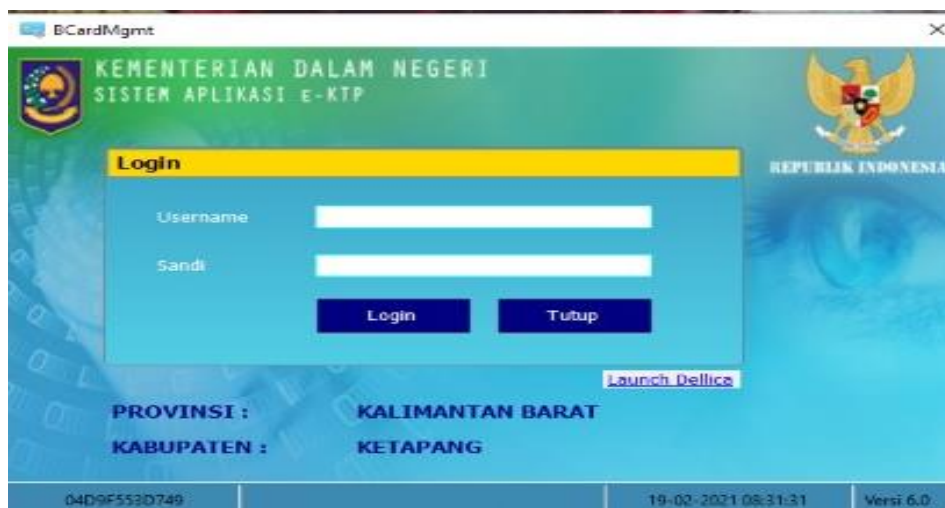 BCardMgmt
KEMENTERIAN DALAM NEGERI
SISTEM APLIKASI E-KTP
REPUBLIK INDONESIA
Login
Username
Sandi
Login Tutup
Launch Dellica
PROVINSI : KALIMANTAN BARAT
KABUPATEN : KETAPANG
04D9F553D749 19-02-2021 08:31:31 Versi 6.0